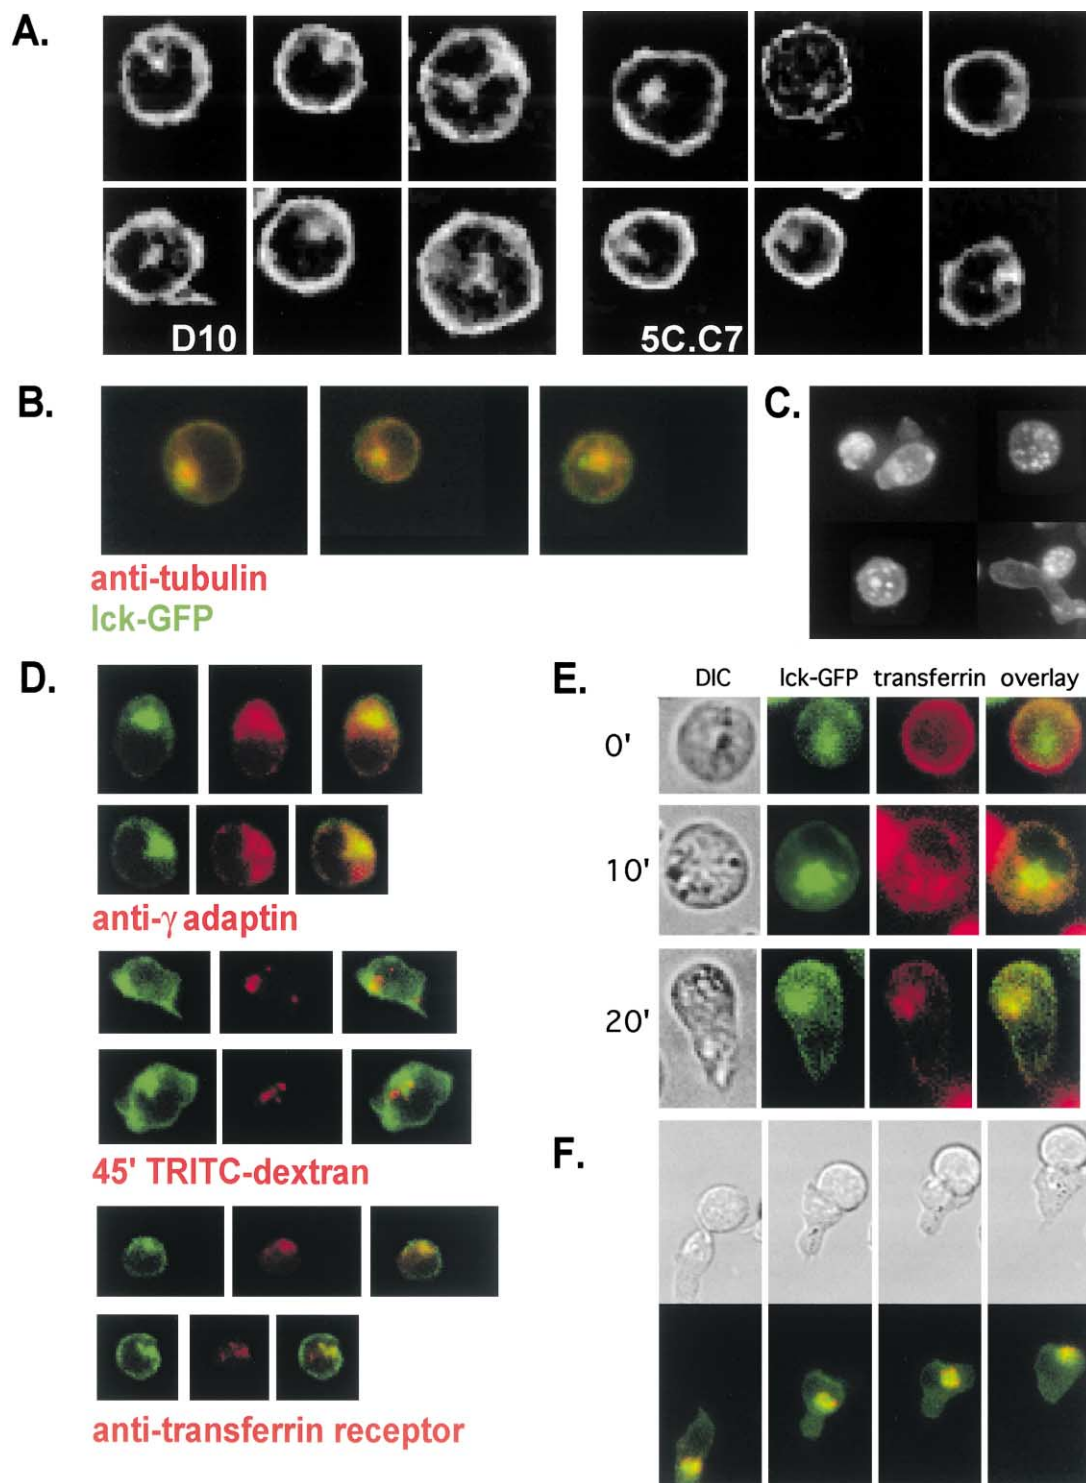 A.
D10
5C.C7
B.
C.
anti-tubulin
lck-GFP
D.
E.
DIC lck-GFP transferrin overlay
0'
10'
anti-γ adaptin
20'
45' TRITC-dextran
F.
anti-transferrin receptor